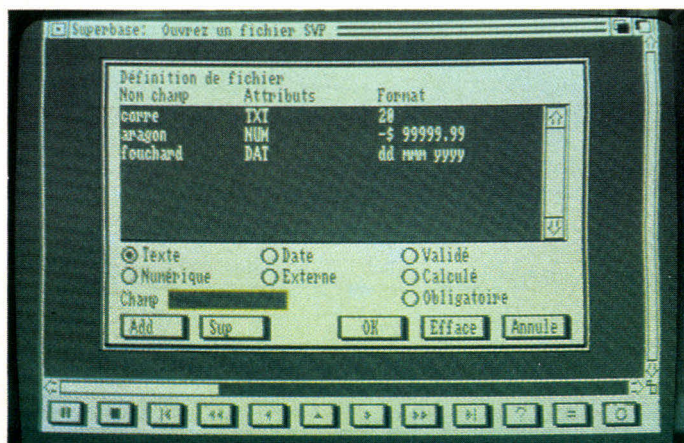 Superbase: Ouvrez un fichier SWP
Définition de fichier
Nom champ Attributs Format
corre TXT 20
aragon NUM -$ 99999.99
fouchard DAT dd mmm yyyy
Texte Date Validé
Numérique Externe Calculé
Champ Obligatoire
Add Sup OK Efface Annule
? =